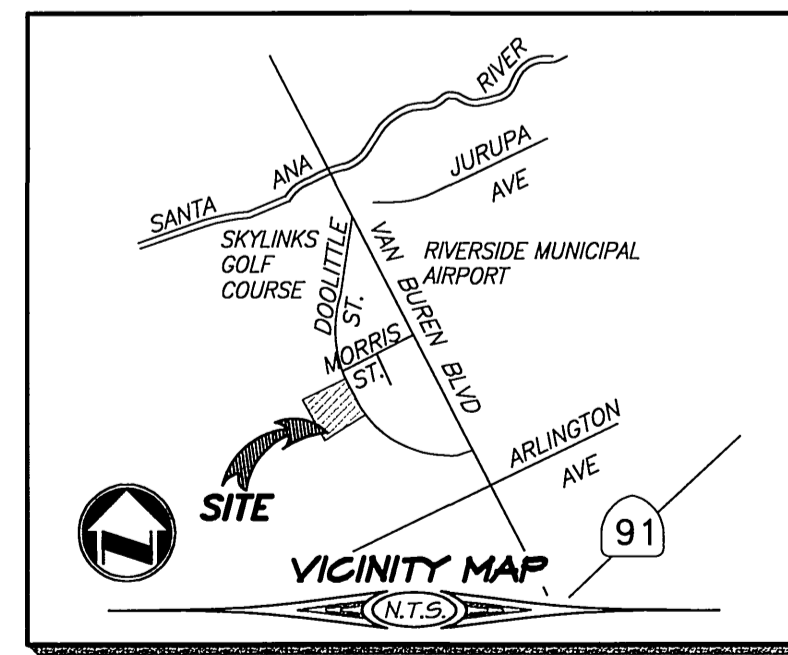 RIVER
ANA
SANTA
JURUPA
AVE
SKYLINKS
GOLF
COURSE
DOOLITTLE
ST.
VAN BUREN BLVD
RIVERSIDE MUNICIPAL
AIRPORT
MORRIS
ST.
ARLINGTON
AVE
SITE
91
N
VICINITY MAP
N.T.S.